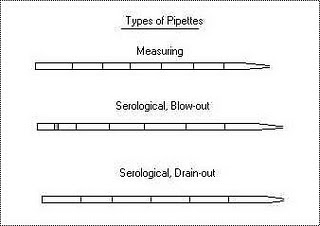 Types of Pipettes
Measuring
Serological, Blow-out
Serological, Drain-out